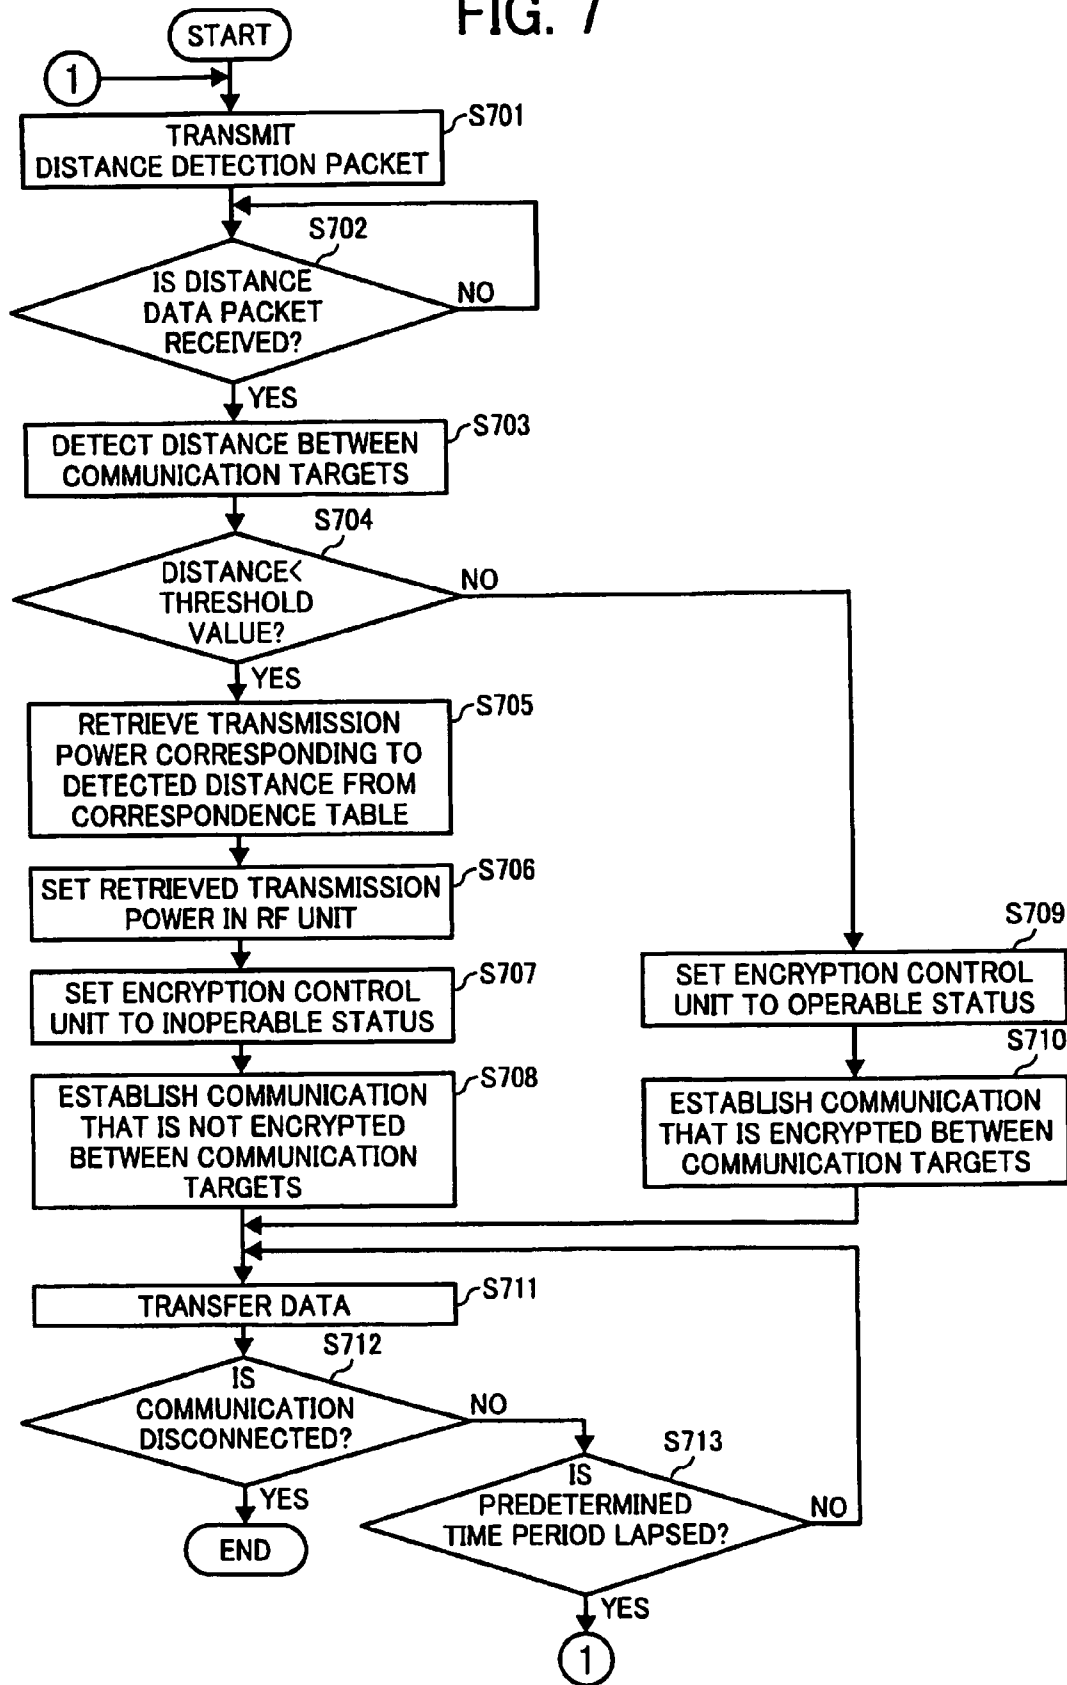 FIG. 7
START
1
S701
TRANSMIT
DISTANCE DETECTION PACKET
S702
IS DISTANCE
DATA PACKET
RECEIVED?
NO
YES
S703
DETECT DISTANCE BETWEEN
COMMUNICATION TARGETS
S704
DISTANCE<
THRESHOLD
VALUE?
NO
YES
S705
RETRIEVE TRANSMISSION
POWER CORRESPONDING TO
DETECTED DISTANCE FROM
CORRESPONDENCE TABLE
S706
SET RETRIEVED TRANSMISSION
POWER IN RF UNIT
S707
SET ENCRYPTION CONTROL
UNIT TO INOPERABLE STATUS
S708
ESTABLISH COMMUNICATION
THAT IS NOT ENCRYPTED
BETWEEN COMMUNICATION
TARGETS
S709
SET ENCRYPTION CONTROL
UNIT TO OPERABLE STATUS
S710
ESTABLISH COMMUNICATION
THAT IS ENCRYPTED BETWEEN
COMMUNICATION TARGETS
S711
TRANSFER DATA
S712
IS
COMMUNICATION
DISCONNECTED?
NO
YES
END
S713
IS
PREDETERMINED
TIME PERIOD LAPSED?
NO
YES
1